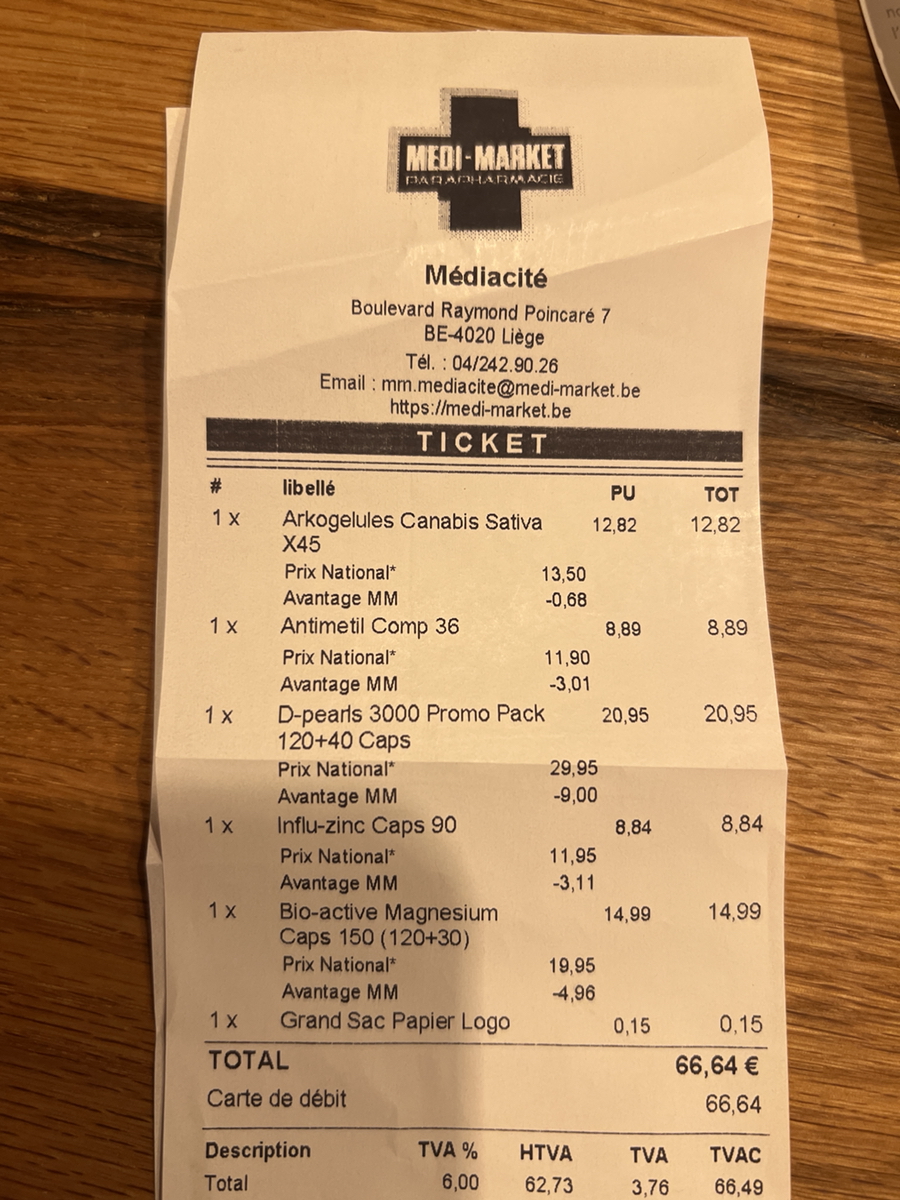 MEDI-MARKET
PARAPHARMACIE
Médiacité
Boulevard Raymond Poincaré 7
BE-4020 Liège
Tél. : 04/242.90.26
Email : mm.mediacite@medi-market.be
https://medi-market.be
TICKET
# libellé PU TOT
1 x Arkogelules Canabis Sativa 12,82 12,82
X45
Prix National* 13,50
Avantage MM -0,68
1 x Antimetil Comp 36 8,89 8,89
Prix National* 11,90
Avantage MM -3,01
1 x D-pearls 3000 Promo Pack 20,95 20,95
120+40 Caps
Prix National* 29,95
Avantage MM -9,00
1 x Influ-zinc Caps 90 8,84 8,84
Prix National* 11,95
Avantage MM -3,11
1 x Bio-active Magnesium 14,99 14,99
Caps 150 (120+30)
Prix National* 19,95
Avantage MM -4,96
1 x Grand Sac Papier Logo 0,15 0,15
TOTAL 66,64 €
Carte de débit 66,64
Description TVA % HTVA TVA TVAC
Total 6,00 62,73 3,76 66,49